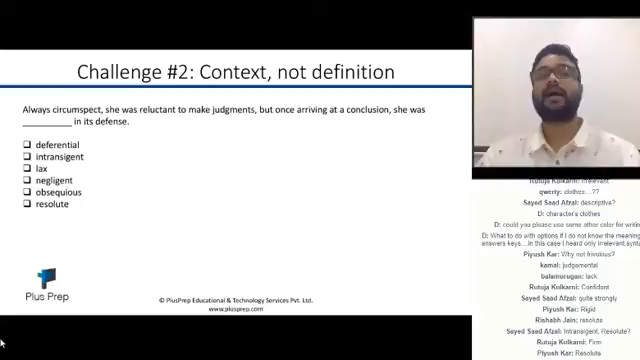 Challenge #2: Context, not definition
Always circumspect, she was reluctant to make judgments, but once arriving at a conclusion, she was
__________ in its defense.
deferential
intransigent
lax
negligent
obsequious
resolute
Plus Prep
© PlusPrep Educational & Technology Services Pvt. Ltd.
www.plusprep.com
Rutuja Kulkarni: Irrelevant
qwerty: clothes...??
Sayed Saad Afzal: descriptive?
D: character's clothes
D: could you please use some other color for writing
D: What to do with options if I do not know the meaning
answers keys...in this case I heard only irrelevant.
Piyush Kar: Why not frivolous?
kamal: judgemental
balamurugan: lack
Rutuja Kulkarni: Confident
Sayed Saad Afzal: quite strongly.
Piyush Kar: Rigid
Rishabh Jain: resolute
Sayed Saad Afzal: Intransigent. Resolute?
Rutuja Kulkarni: Firm
Piyush Kar: Resolute